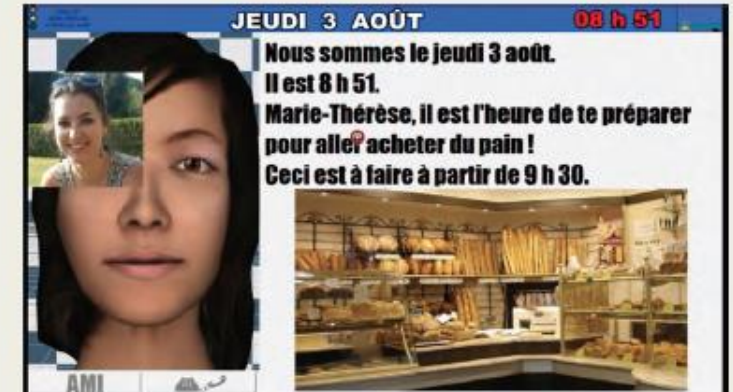 JEUDI 3 AOÛT
08 h 51
Nous sommes le jeudi 3 août.
Il est 8 h 51.
Marie-Thérèse, il est l'heure de te préparer
pour aller acheter du pain !
Ceci est à faire à partir de 9 h 30.
AMI